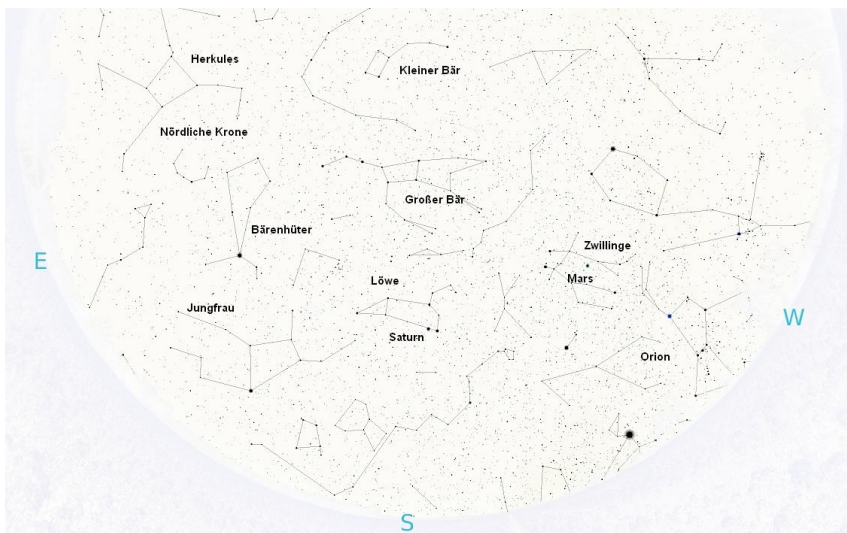 Herkules
Kleiner Bär
Nördliche Krone
Großer Bär
Bärenhüter
Zwillinge
E
Löwe
Mars
Jungfrau
W
Saturn
Orion
S